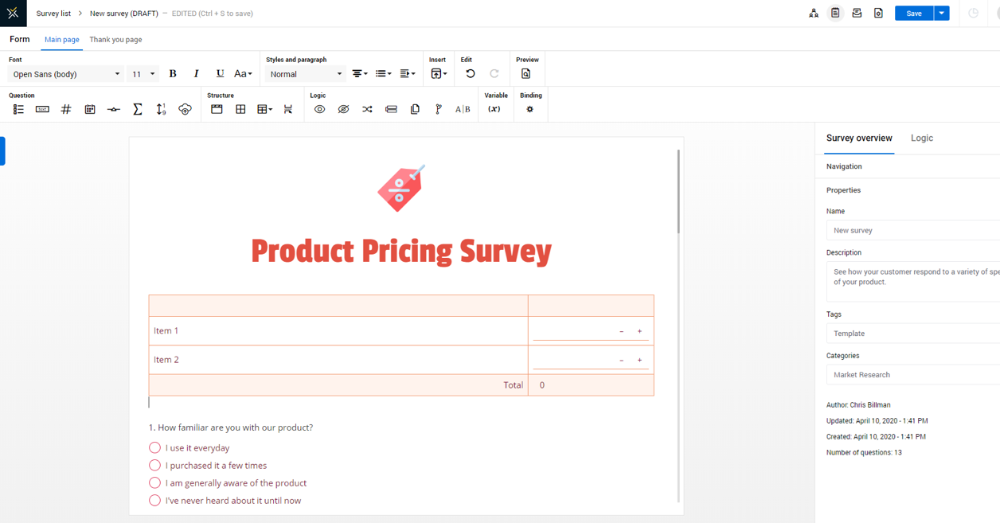 Survey list > New survey (DRAFT) – EDITED (Ctrl + S to save)
Save
Form Main page Thank you page
Font Styles and paragraph Insert Edit Preview
Open Sans (body) 11 B I U Aa Normal
Question Structure Logic Variable Binding
TEXT # Σ 1 9 A|B (x)
Product Pricing Survey
Item 1 – +
Item 2 – +
Total 0
1. How familiar are you with our product?
I use it everyday
I purchased it a few times
I am generally aware of the product
I've never heard about it until now
Survey overview Logic
Navigation
Properties
Name
New survey
Description
See how your customer respond to a variety of spe
of your product.
Tags
Template
Categories
Market Research
Author: Chris Billman
Updated: April 10, 2020 - 1:41 PM
Created: April 10, 2020 - 1:41 PM
Number of questions: 13